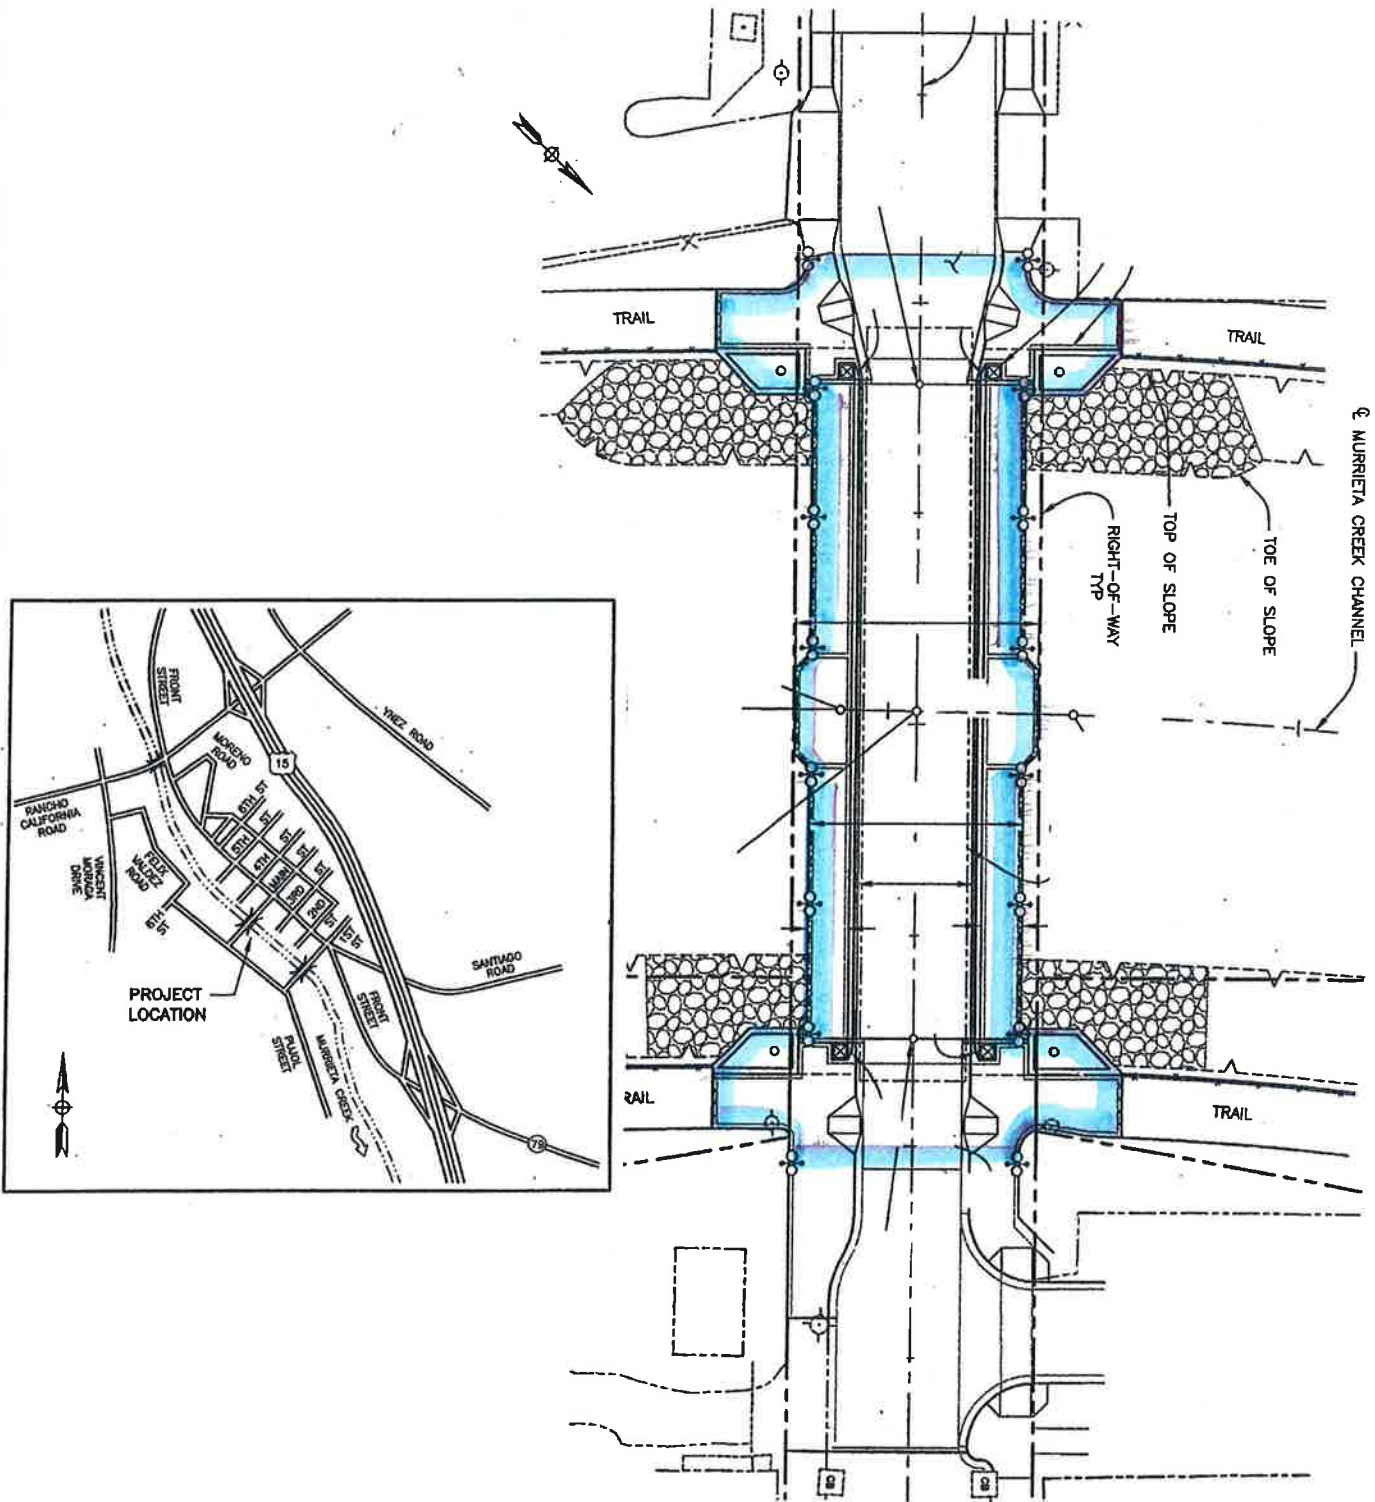 TRAIL
TRAIL
℄ MURRIETA CREEK CHANNEL
TOE OF SLOPE
TOP OF SLOPE
RIGHT-OF-WAY
TYP
FRONT
STREET
YNEZ ROAD
MORENO
ROAD
15
RANCHO
CALIFORNIA
ROAD
VINCENT
MORAGA
DRIVE
FELIX
VALDEZ
ROAD
6TH
ST
6TH ST
5TH ST
4TH ST
MAIN ST
3RD ST
2ND ST
1ST ST
SANTIAGO
ROAD
FRONT
STREET
PROJECT
LOCATION
PUJOL
STREET
MURRIETA CREEK
79
RAIL
TRAIL
CB
CB